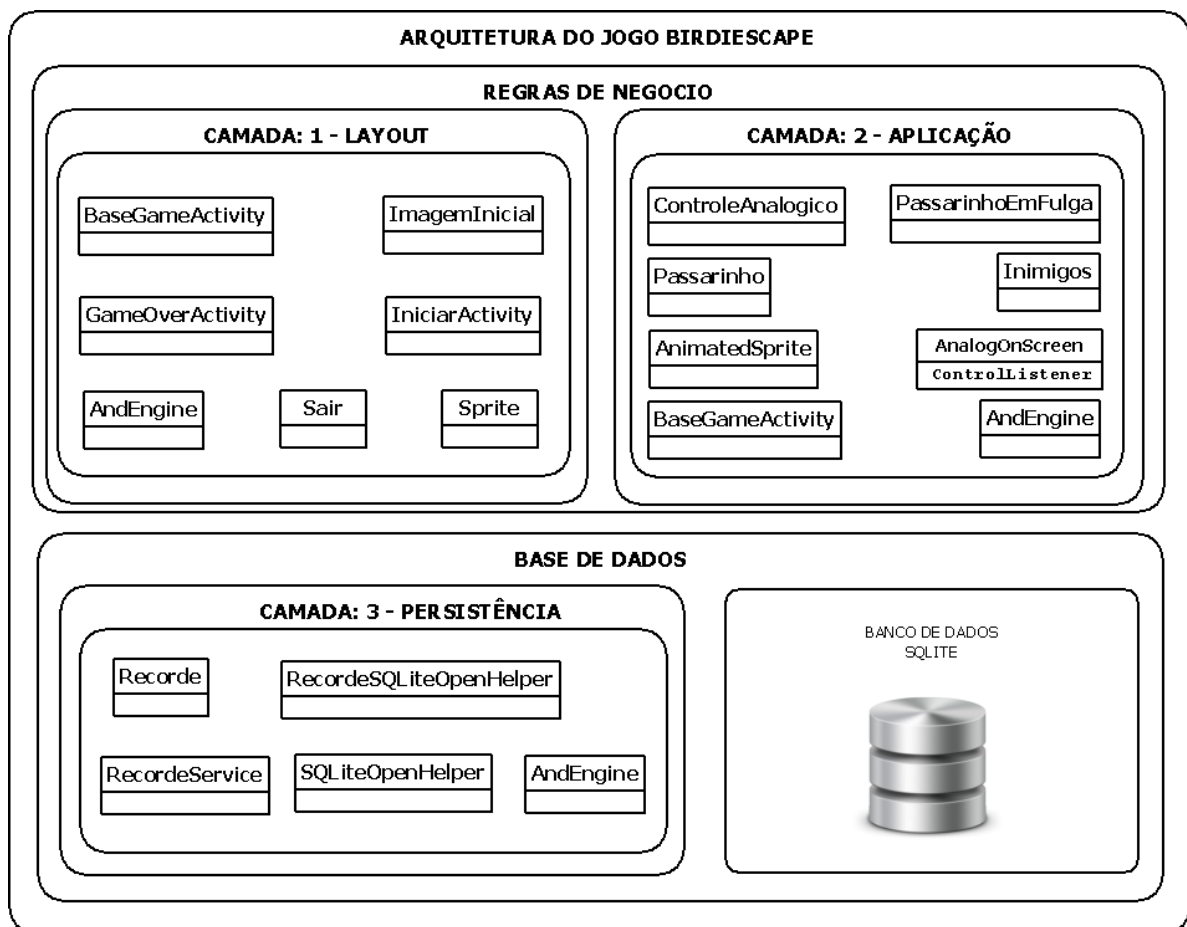 ARQUITETURA DO JOGO BIRDIESCAPE
REGRAS DE NEGOCIO
CAMADA: 1 - LAYOUT
BaseGameActivity
ImagemInicial
GameOverActivity
IniciarActivity
AndEngine
Sair
Sprite
CAMADA: 2 - APLICAÇÃO
ControleAnalogico
PassarinhoEmFulga
Passarinho
Inimigos
AnimatedSprite
AnalogOnScreen
ControlListener
BaseGameActivity
AndEngine
BASE DE DADOS
CAMADA: 3 - PERSISTÊNCIA
Recorde
RecordeSQLiteOpenHelper
RecordeService
SQLiteOpenHelper
AndEngine
BANCO DE DADOS
SQLITE